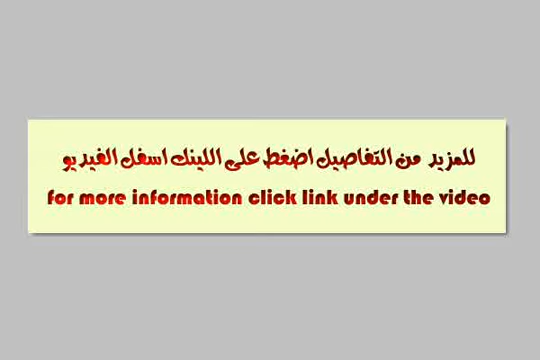 للمزيد من التفاصيل اضغط على اللينك اسفل الفيديو
for more information click link under the video